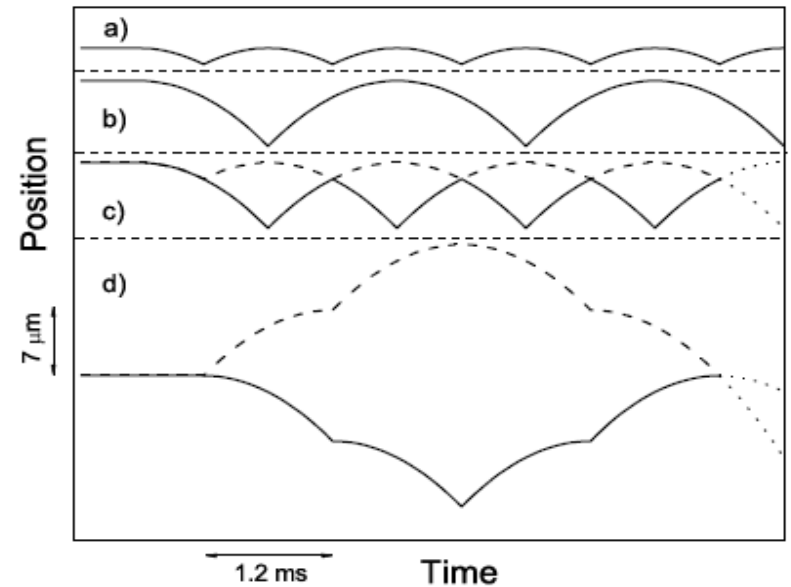 a)
b)
c)
d)
Position
7 μm
1.2 ms
Time